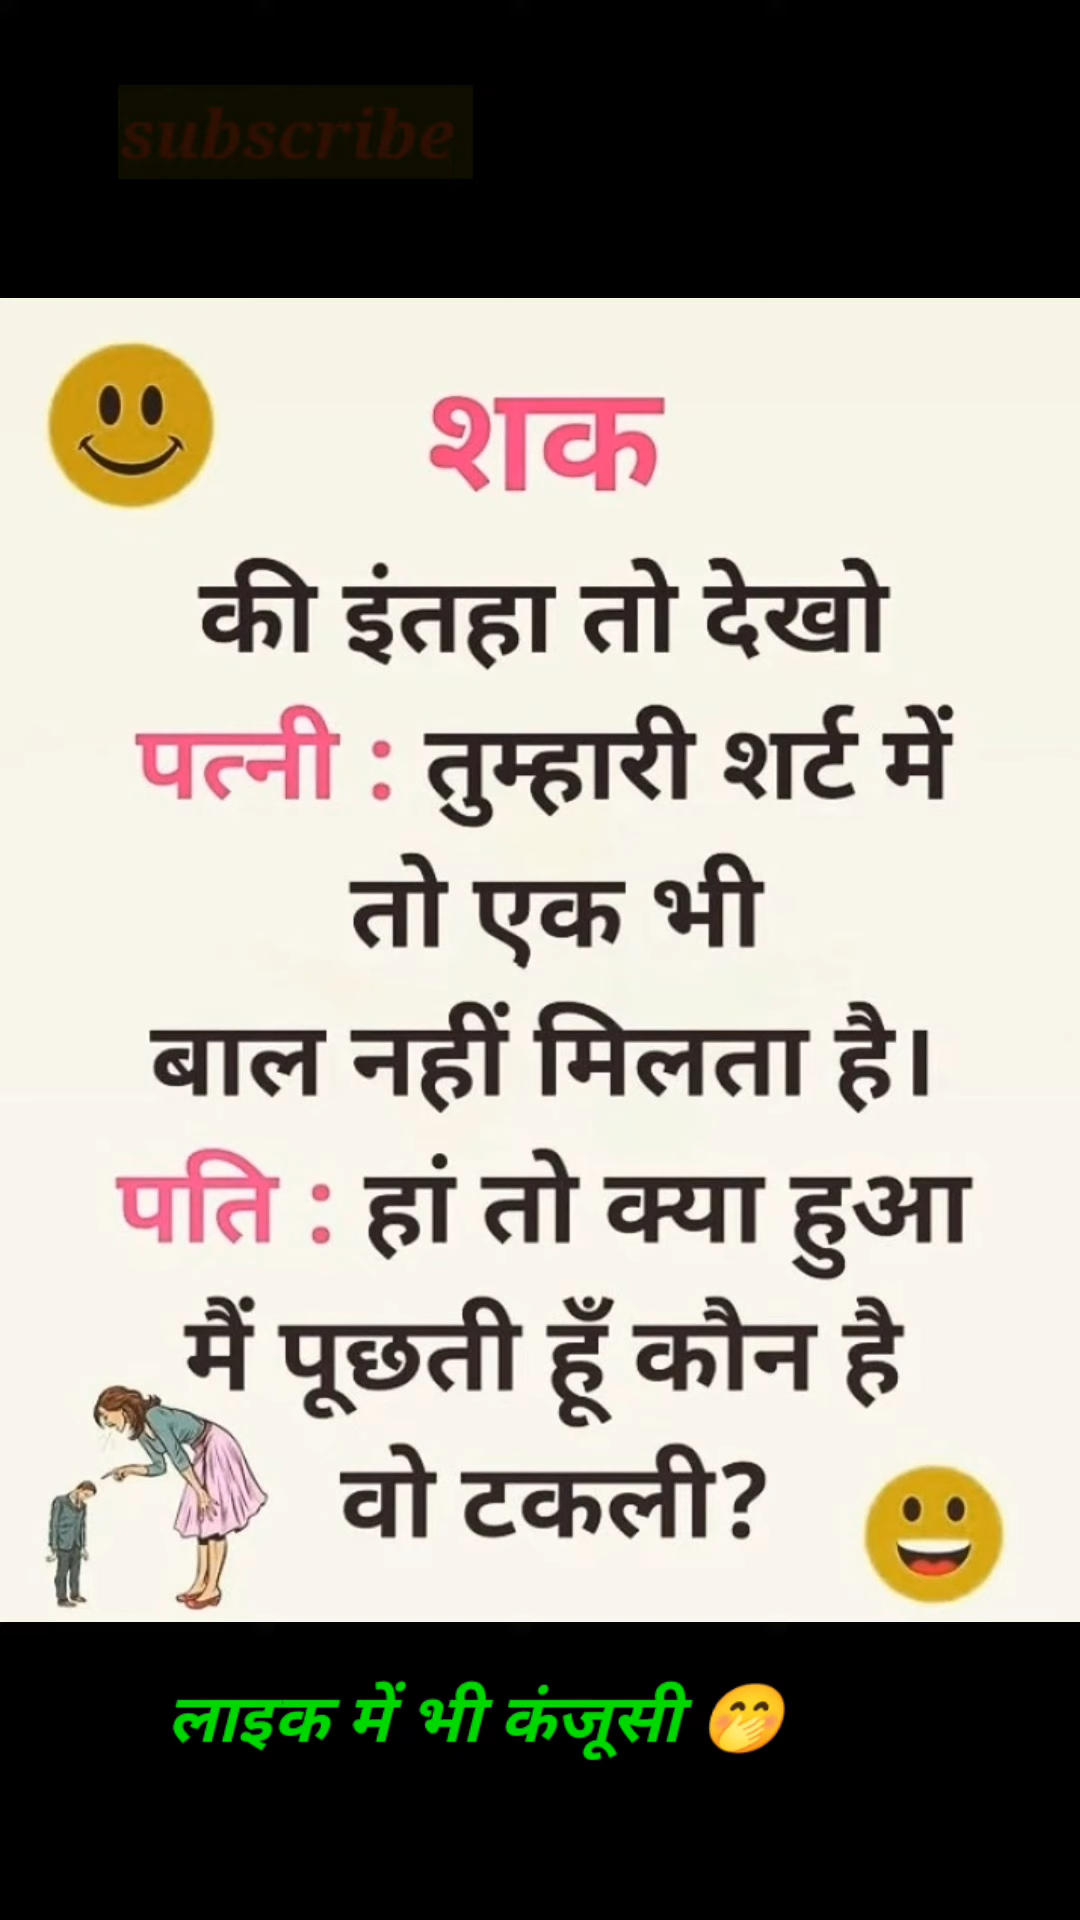 subscribe
शक
की इंतहा तो देखो
पत्नी : तुम्हारी शर्ट में
तो एक भी
बाल नहीं मिलता है।
पति : हां तो क्या हुआ
मैं पूछती हूँ कौन है
वो टकली?
लाइक में भी कंजूसी 🤭